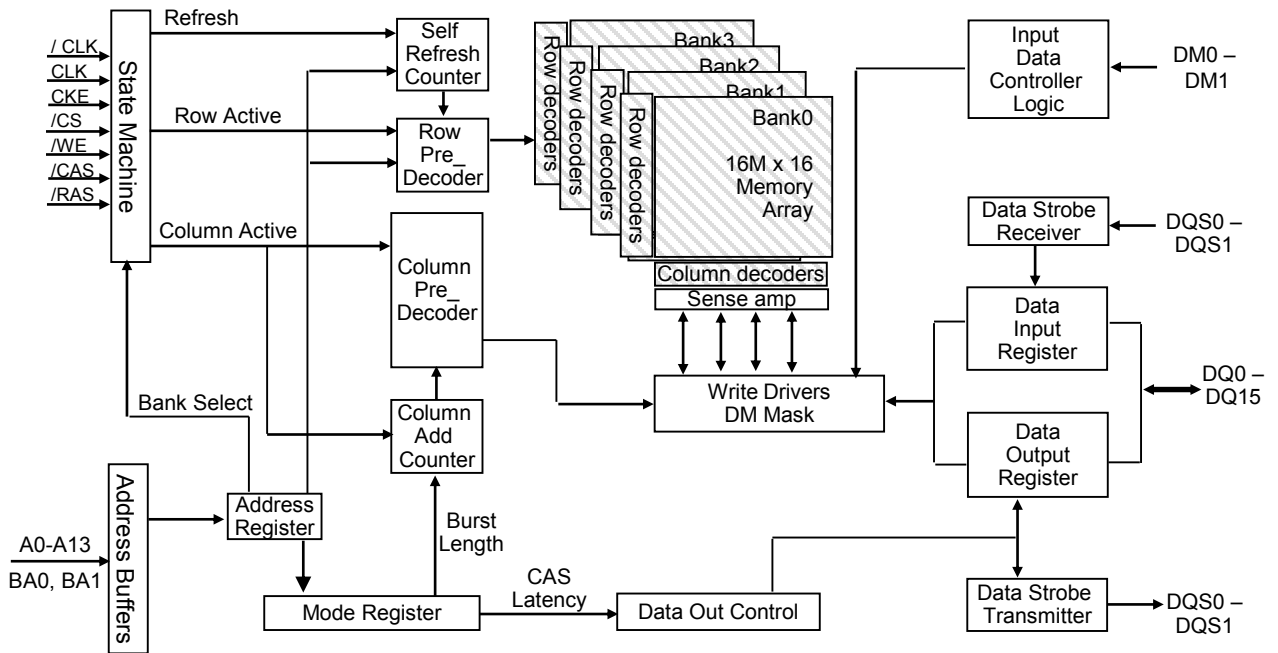 Refresh
/ CLK
CLK
CKE
/CS
/WE
/CAS
/RAS
State Machine
Row Active
Column Active
Bank Select
Self
Refresh
Counter
Row
Pre_
Decoder
Column
Pre_
Decoder
Column
Add
Counter
Row decoders
Row decoders
Row decoders
Row decoders
Bank3
Bank2
Bank1
Bank0
16M x 16
Memory
Array
Column decoders
Sense amp
Write Drivers
DM Mask
Input
Data
Controller
Logic
DM0 –
DM1
Data Strobe
Receiver
DQS0 –
DQS1
Data
Input
Register
DQ0 –
DQ15
Data
Output
Register
Address Buffers
A0-A13
BA0, BA1
Address
Register
Burst
Length
Mode Register
CAS
Latency
Data Out Control
Data Strobe
Transmitter
DQS0 –
DQS1